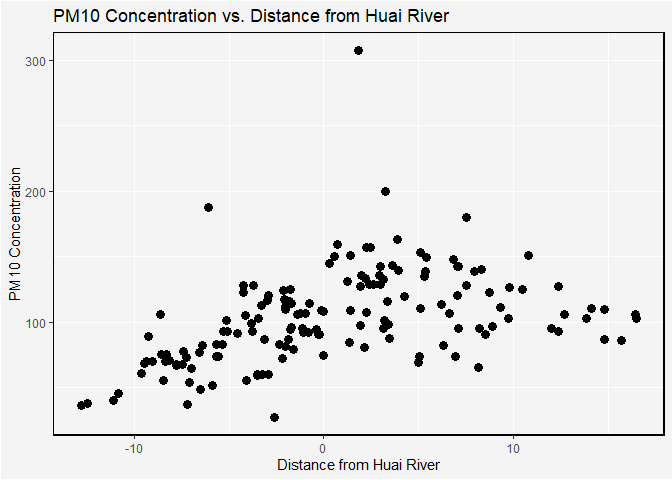 PM10 Concentration vs. Distance from Huai River
PM10 Concentration
300
200
100
-10
0
10
Distance from Huai River